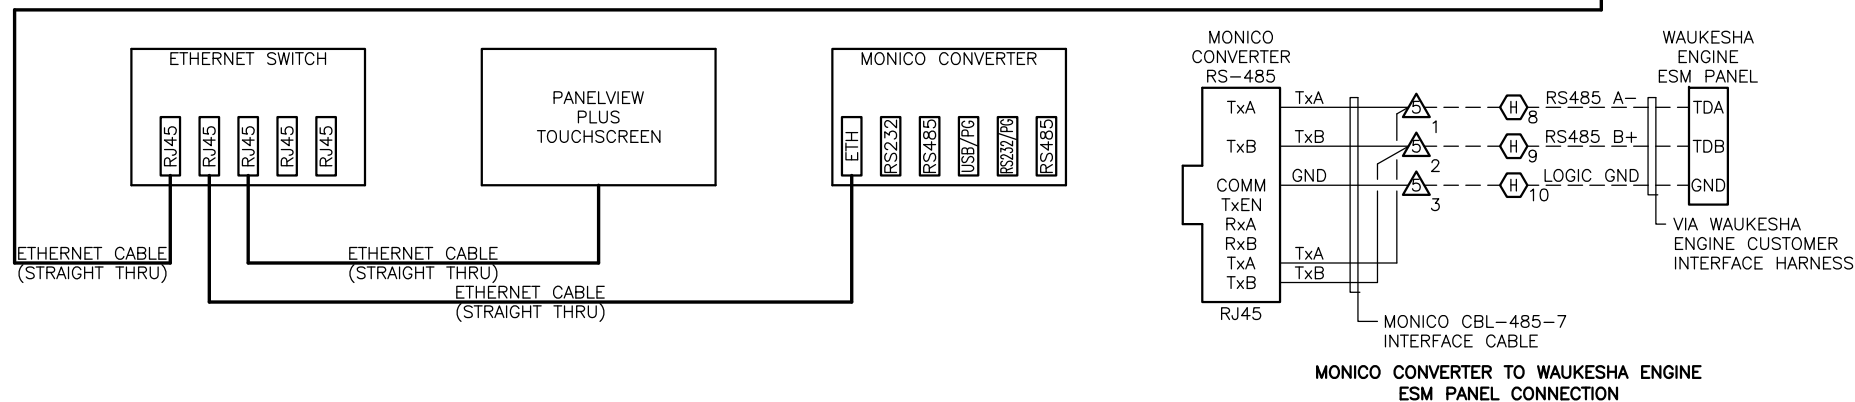 ETHERNET SWITCH
RJ45
RJ45
RJ45
RJ45
RJ45
PANELVIEW
PLUS
TOUCHSCREEN
MONICO CONVERTER
ETH
RS232
RS485
USB/PG
RS232/PG
RS485
ETHERNET CABLE
(STRAIGHT THRU)
ETHERNET CABLE
(STRAIGHT THRU)
ETHERNET CABLE
(STRAIGHT THRU)
MONICO
CONVERTER
RS-485
TxA
TxB
COMM
TxEN
RxA
RxB
TxA
TxB
RJ45
TxA
TxB
GND
TxA
TxB
5
1
5
2
5
3
H
8
H
9
H
10
RS485 A-
RS485 B+
LOGIC GND
WAUKESHA
ENGINE
ESM PANEL
TDA
TDB
GND
VIA WAUKESHA
ENGINE CUSTOMER
INTERFACE HARNESS
MONICO CBL-485-7
INTERFACE CABLE
MONICO CONVERTER TO WAUKESHA ENGINE
ESM PANEL CONNECTION